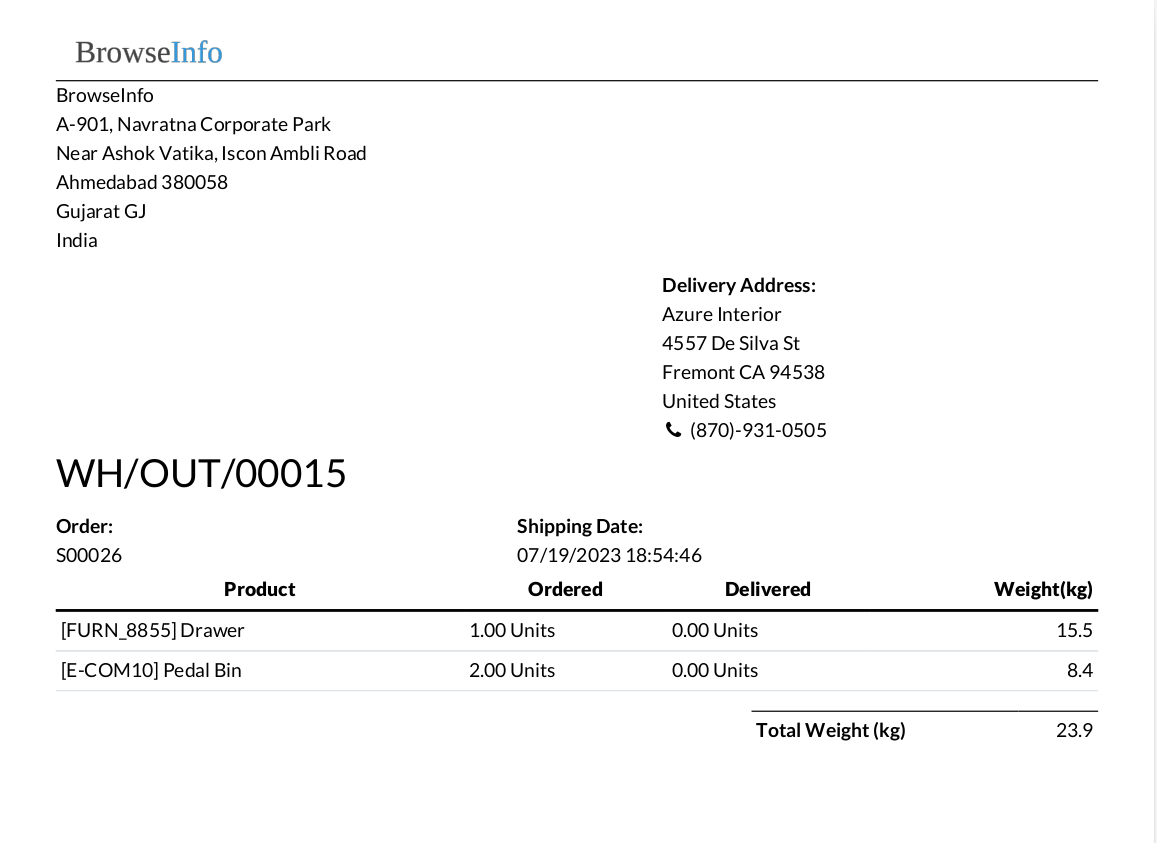 BrowseInfo
BrowseInfo
A-901, Navratna Corporate Park
Near Ashok Vatika, Iscon Ambli Road
Ahmedabad 380058
Gujarat GJ
India
Delivery Address:
Azure Interior
4557 De Silva St
Fremont CA 94538
United States
(870)-931-0505
WH/OUT/00015
Order: Shipping Date:
S00026 07/19/2023 18:54:46
Product Ordered Delivered Weight(kg)
[FURN_8855] Drawer 1.00 Units 0.00 Units 15.5
[E-COM10] Pedal Bin 2.00 Units 0.00 Units 8.4
Total Weight (kg) 23.9